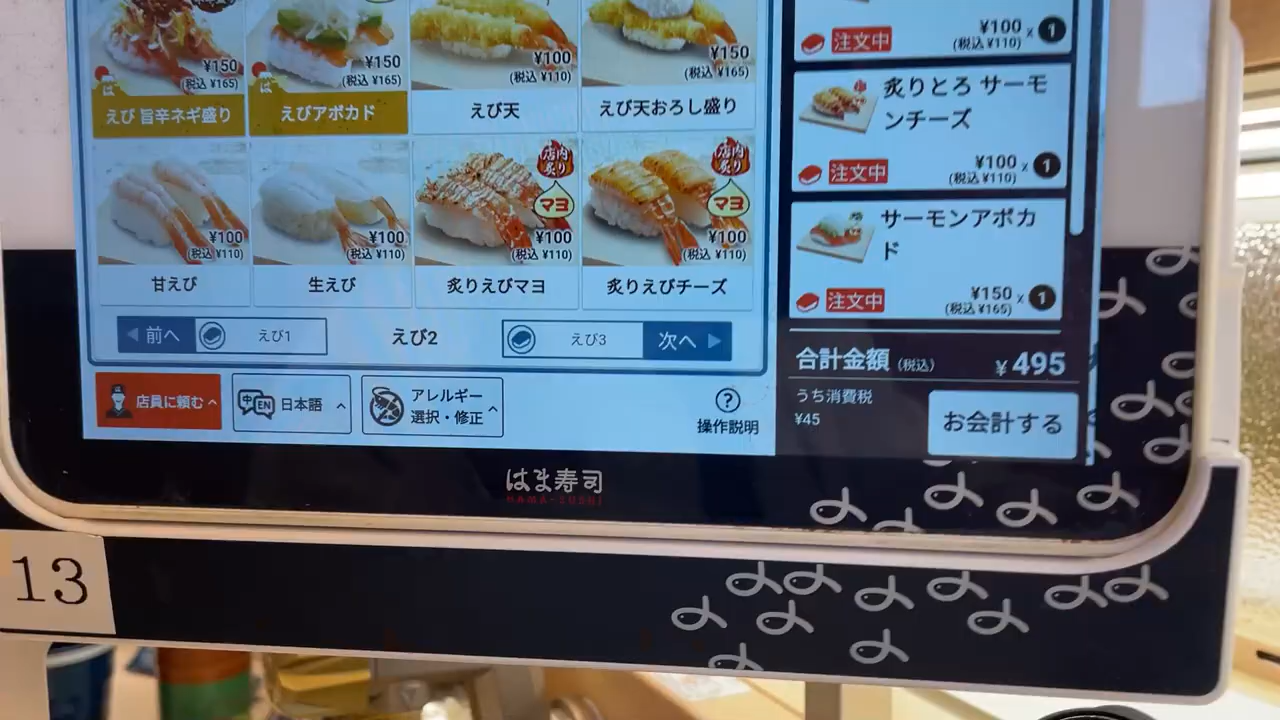 ¥150
(税込 ¥165)
えび 旨辛ネギ盛り
¥150
(税込 ¥165)
えびアボカド
¥100
(税込 ¥110)
えび天
¥150
(税込 ¥165)
えび天おろし盛り
¥100
(税込 ¥110)
甘えび
¥100
(税込 ¥110)
生えび
店内
炙り
マヨ
¥100
(税込 ¥110)
炙りえびマヨ
店内
炙り
マヨ
¥100
(税込 ¥110)
炙りえびチーズ
前へ
えび1
えび2
えび3
次へ
店員に頼む
中
EN
日本語
アレルギー
選択・修正
?
操作説明
注文中
¥100 x 1
(税込 ¥110)
炙りとろ サーモ
ンチーズ
注文中
¥100 x 1
(税込 ¥110)
サーモンアボカ
ド
注文中
¥150 x 1
(税込 ¥165)
合計金額 (税込) ¥ 495
うち消費税
¥45
お会計する
はま寿司
HAMA-SUSHI
13